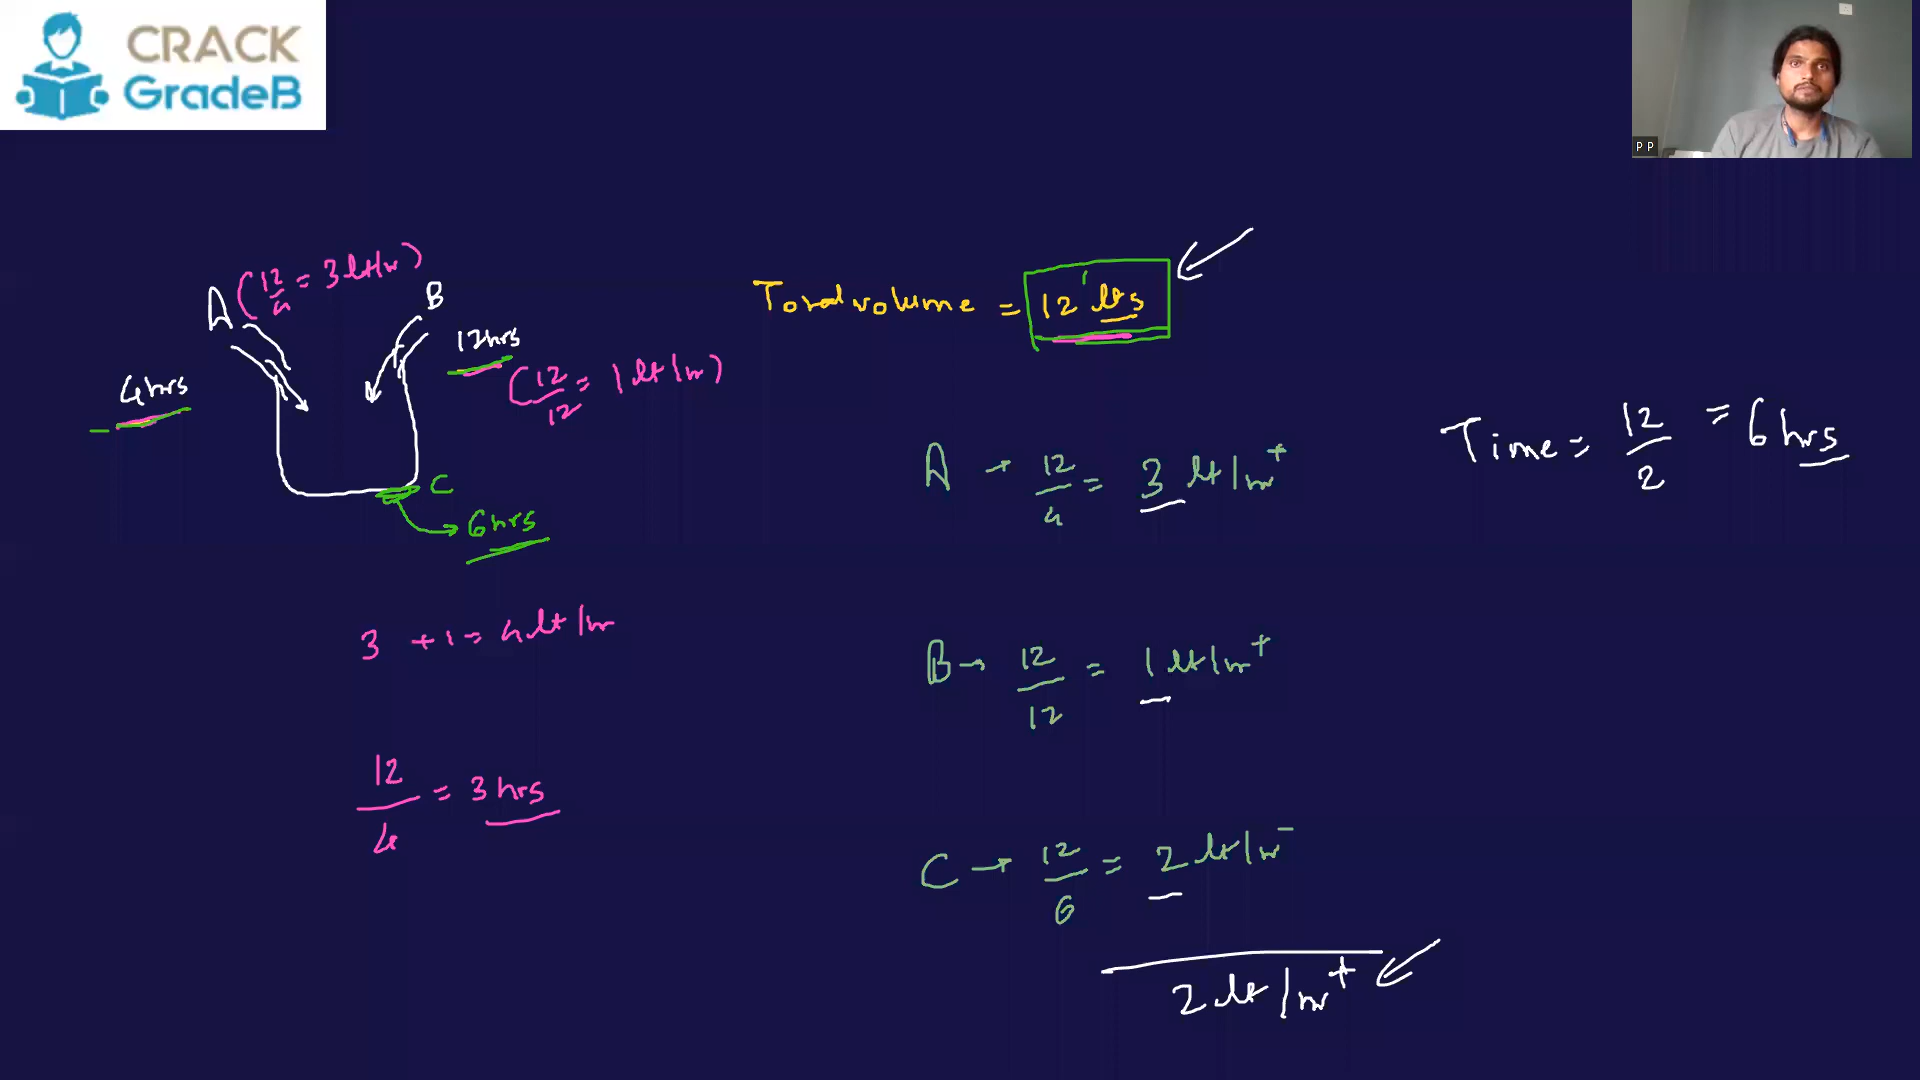 CRACK
GradeB
P P
A (12/4 = 3 lt/hr)
B
12hrs
(12/12 = 1 lt/hr)
4hrs
C
6hrs
3 + 1 = 4 lt/hr
12/4 = 3 hrs
Total volume = 12 lts
A → 12/4 = 3 lt/hr +
B → 12/12 = 1 lt/hr +
C → 12/6 = 2 lt/hr -
2 lt/hr +
Time = 12/2 = 6 hrs